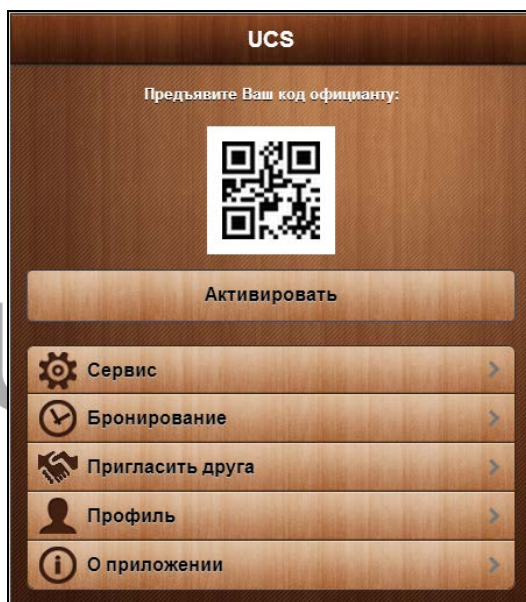 UCS
Предъявите Ваш код официанту:
Активировать
Сервис
Бронирование
Пригласить друга
Профиль
О приложении